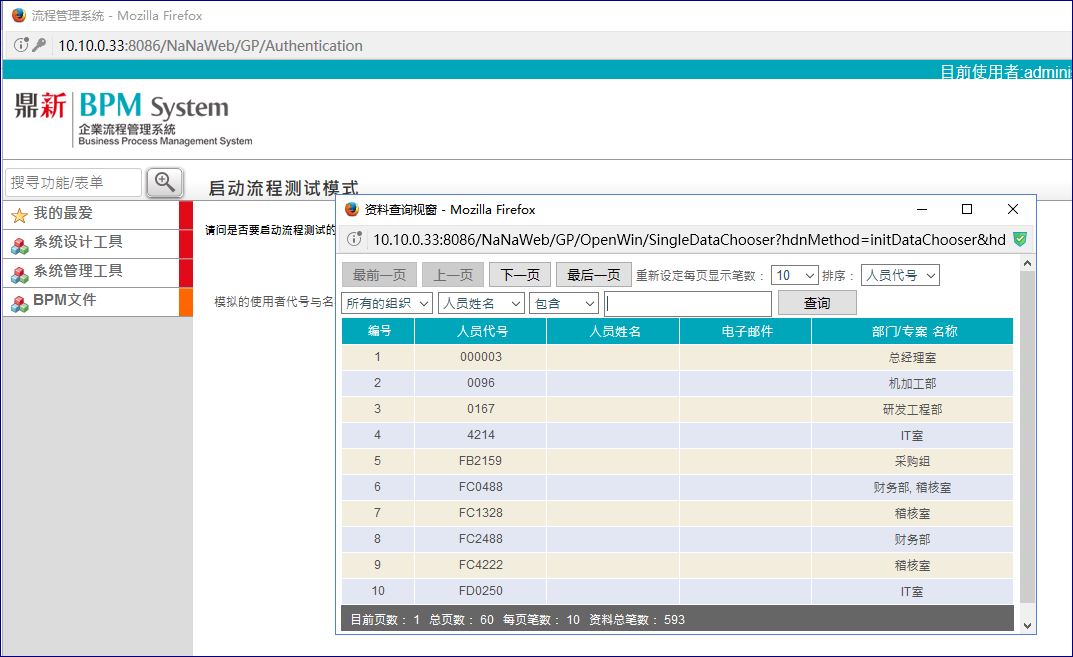 流程管理系统 - Mozilla Firefox
10.10.0.33:8086/NaNaWeb/GP/Authentication
目前使用者:adminis
鼎新 BPM System
企業流程管理系統
Business Process Management System
搜寻功能/表单
启动流程测试模式
我的最爱
系统设计工具
系统管理工具
BPM文件
请问是否要启动流程测试的
模拟的使用者代号与名
资料查询视窗 - Mozilla Firefox
10.10.0.33:8086/NaNaWeb/GP/OpenWin/SingleDataChooser?hdnMethod=initDataChooser&hd
最前一页 上一页 下一页 最后一页 重新设定每页显示笔数： 10 排序： 人员代号
所有的组织 人员姓名 包含 查询
编号 人员代号 人员姓名 电子邮件 部门/专案 名称
1 000003 总经理室
2 0096 机加工部
3 0167 研发工程部
4 4214 IT室
5 FB2159 采购组
6 FC0488 财务部, 稽核室
7 FC1328 稽核室
8 FC2488 财务部
9 FC4222 稽核室
10 FD0250 IT室
目前页数： 1 总页数： 60 每页笔数： 10 资料总笔数： 593